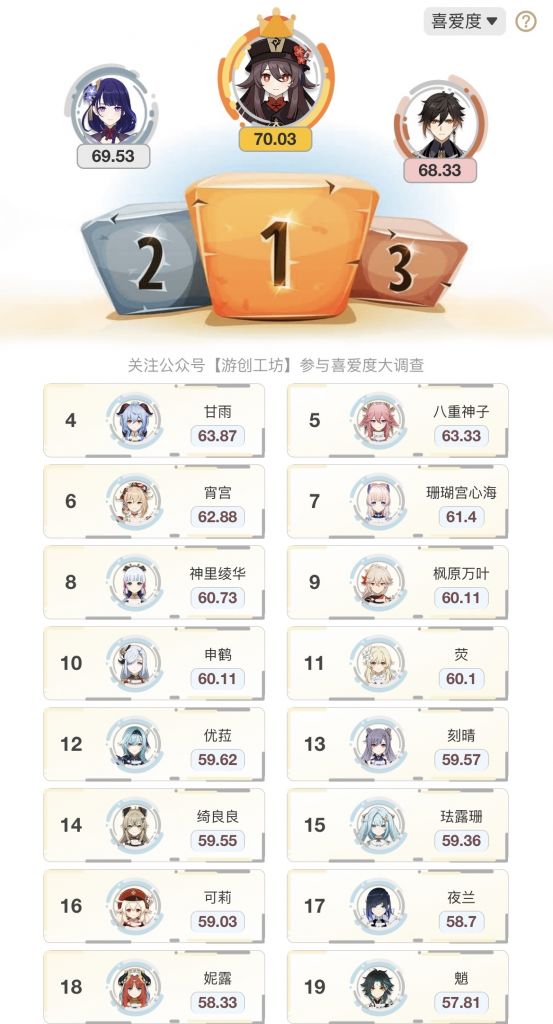 喜爱度▼
?
70.03
69.53
68.33
1
2
3
关注公众号【游创工坊】参与喜爱度大调查
4
甘雨
63.87
5
八重神子
63.33
6
宵宫
62.88
7
珊瑚宫心海
61.4
8
神里绫华
60.73
9
枫原万叶
60.11
10
申鹤
60.11
11
荧
60.1
12
优菈
59.62
13
刻晴
59.57
14
绮良良
59.55
15
珐露珊
59.36
16
可莉
59.03
17
夜兰
58.7
18
妮露
58.33
19
魈
57.81